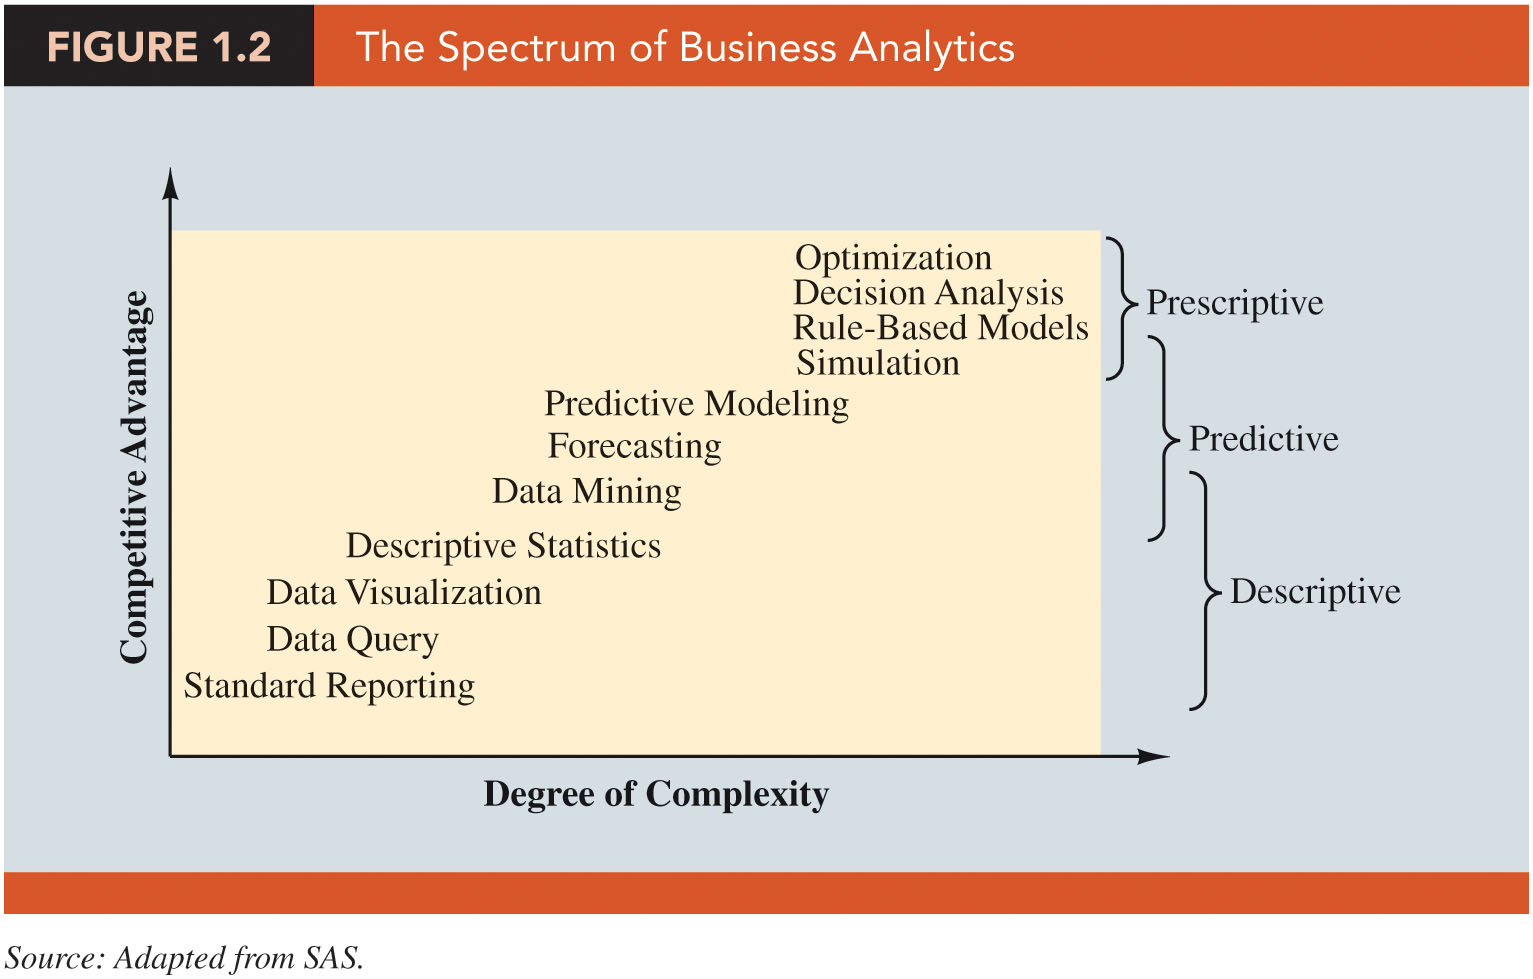 FIGURE 1.2
The Spectrum of Business Analytics
Competitive Advantage
Optimization
Decision Analysis
Rule-Based Models
Simulation
Predictive Modeling
Forecasting
Data Mining
Descriptive Statistics
Data Visualization
Data Query
Standard Reporting
Prescriptive
Predictive
Descriptive
Degree of Complexity
Source: Adapted from SAS.